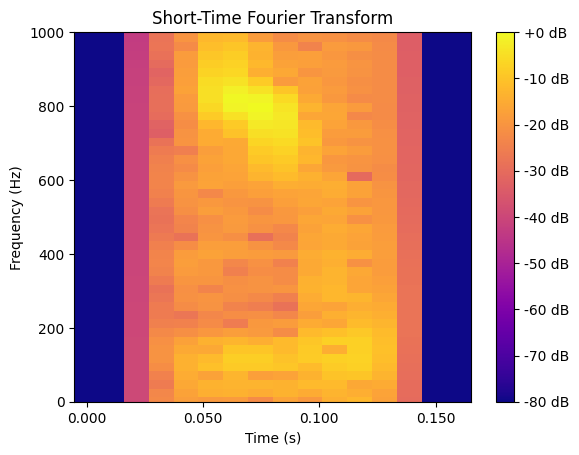 Short-Time Fourier Transform
1000
800
600
400
200
0
Frequency (Hz)
0.000
0.050
0.100
0.150
Time (s)
+0 dB
-10 dB
-20 dB
-30 dB
-40 dB
-50 dB
-60 dB
-70 dB
-80 dB